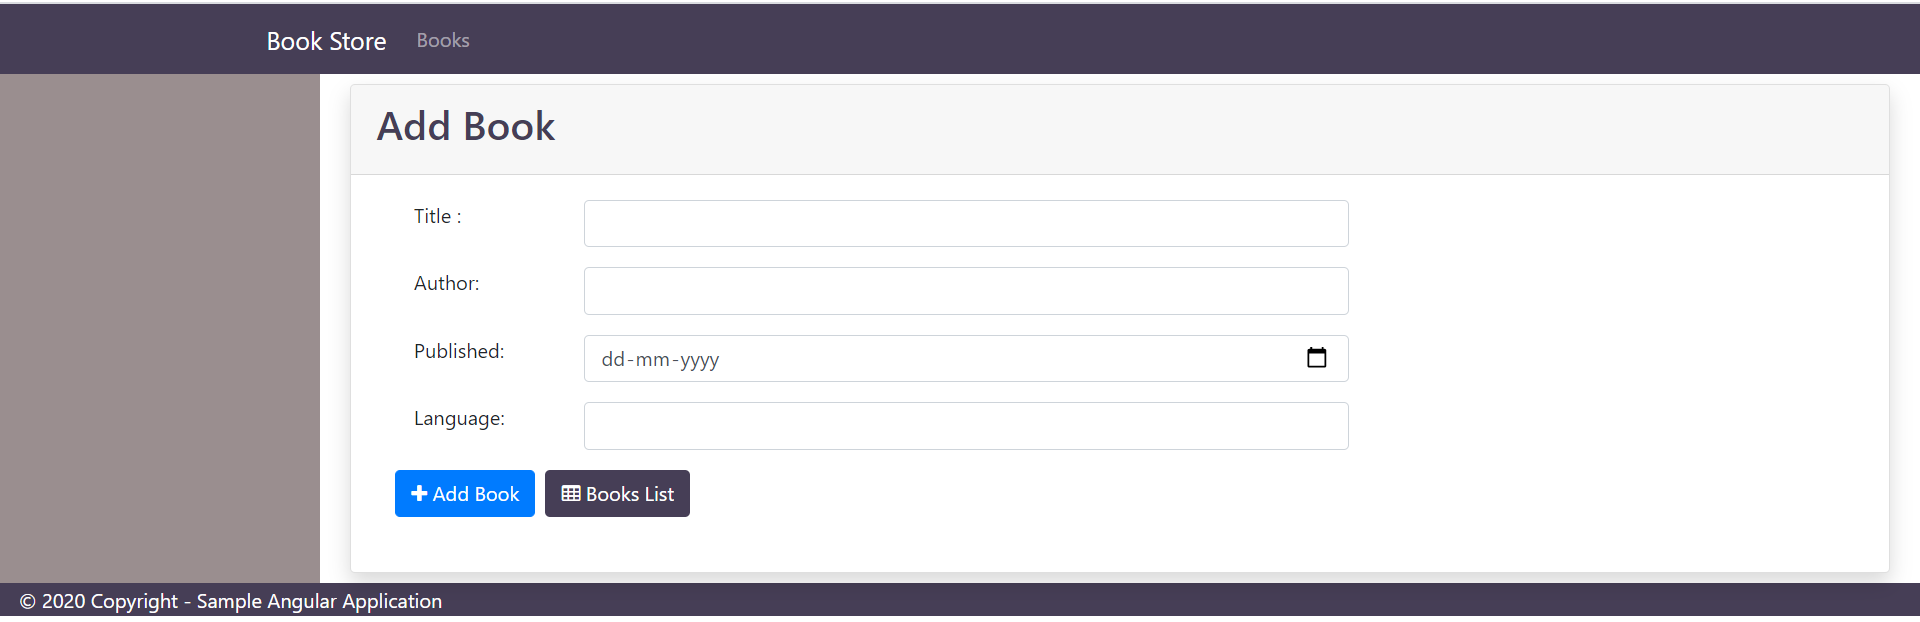 Book Store Books
Add Book
Title :
Author:
Published: dd-mm-yyyy
Language:
Add Book Books List
© 2020 Copyright - Sample Angular Application